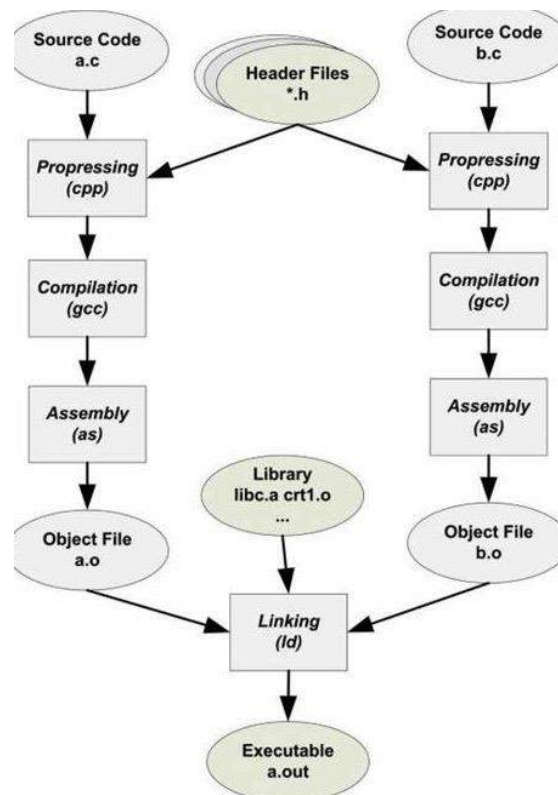 Source Code
a.c
Header Files
*.h
Source Code
b.c
Propressing
(cpp)
Propressing
(cpp)
Compilation
(gcc)
Compilation
(gcc)
Assembly
(as)
Assembly
(as)
Library
libc.a crt1.o
...
Object File
a.o
Object File
b.o
Linking
(ld)
Executable
a.out